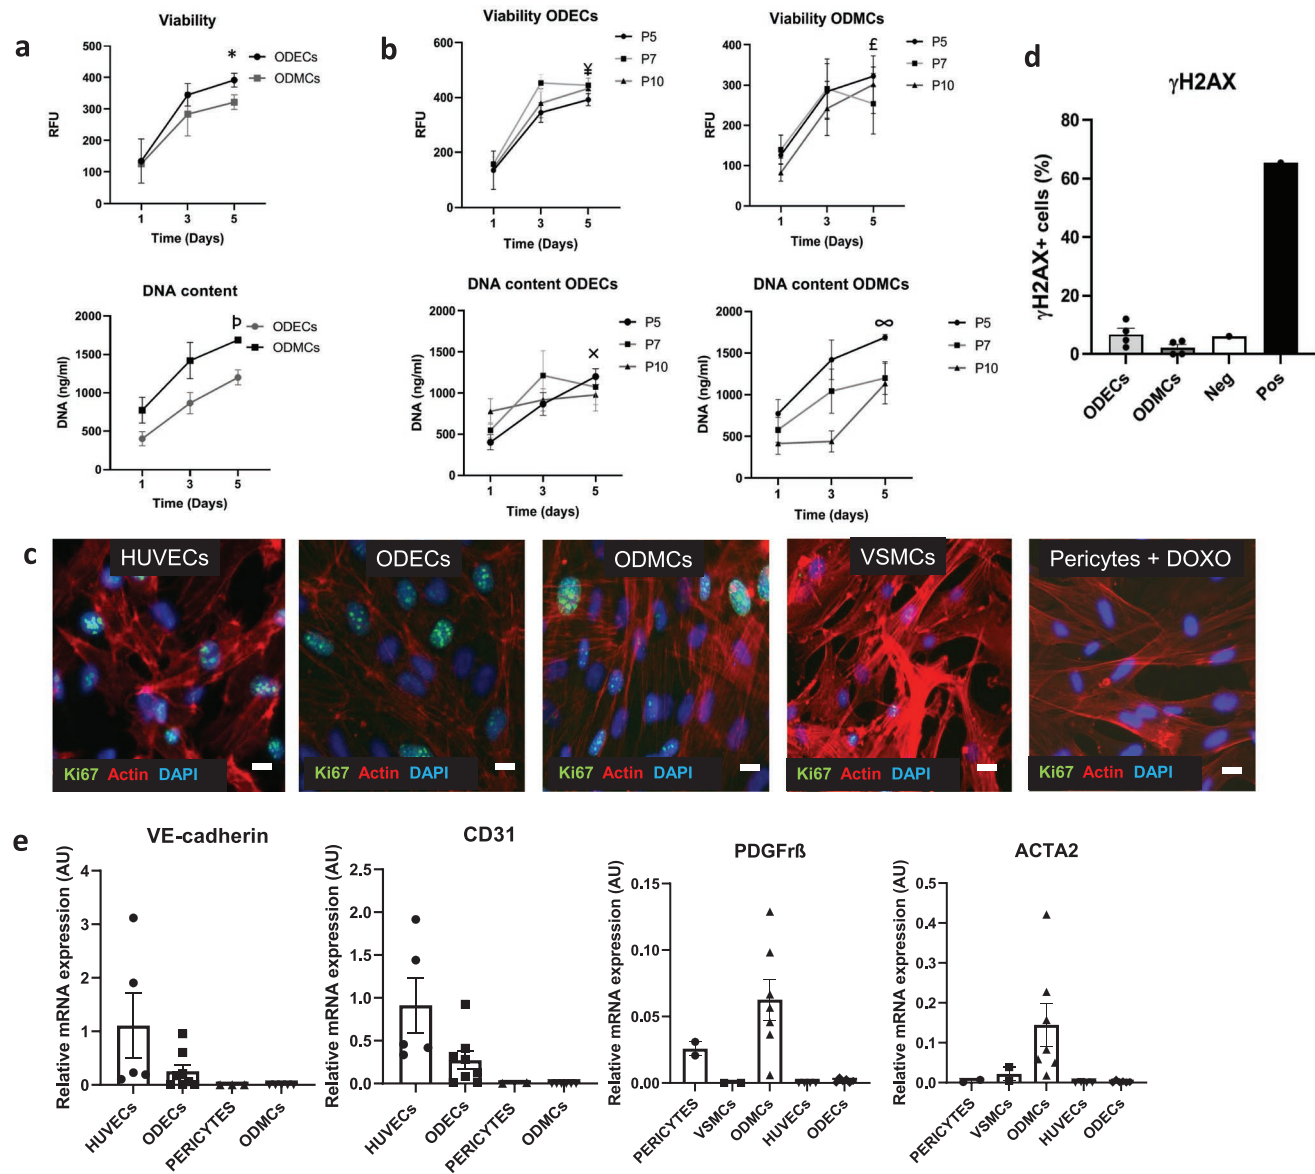 a
Viability
RFU
500
400
300
200
100
0
1 3 5
Time (Days)
*
ODECs
ODMCs
DNA content
DNA (ng/ml)
2000
1500
1000
500
0
1 3 5
Time (Days)
Þ
ODECs
ODMCs
b
Viability ODECs
RFU
600
400
200
0
1 3 5
Time (Days)
¥
P5
P7
P10
Viability ODMCs
RFU
400
300
200
100
0
1 3 5
Time (Days)
£
P5
P7
P10
DNA content ODECs
DNA (ng/ml)
2000
1500
1000
500
0
1 3 5
Time (days)
×
P5
P7
P10
DNA content ODMCs
DNA (ng/ml)
2000
1500
1000
500
0
1 3 5
Time (Days)
∞
P5
P7
P10
d
γH2AX
γH2AX+ cells (%)
80
60
40
20
0
ODECs ODMCs Neg Pos
c
HUVECs
Ki67 Actin DAPI
ODECs
Ki67 Actin DAPI
ODMCs
Ki67 Actin DAPI
VSMCs
Ki67 Actin DAPI
Pericytes + DOXO
Ki67 Actin DAPI
e
VE-cadherin
Relative mRNA expression (AU)
4
3
2
1
0
HUVECs ODECs PERICYTES ODMCs
CD31
Relative mRNA expression (AU)
2.5
2.0
1.5
1.0
0.5
0.0
HUVECs ODECs PERICYTES ODMCs
PDGFrß
Relative mRNA expression (AU)
0.15
0.10
0.05
0.00
PERICYTES VSMCs ODMCs HUVECs ODECs
ACTA2
Relative mRNA expression (AU)
0.5
0.4
0.3
0.2
0.1
0.0
PERICYTES VSMCs ODMCs HUVECs ODECs